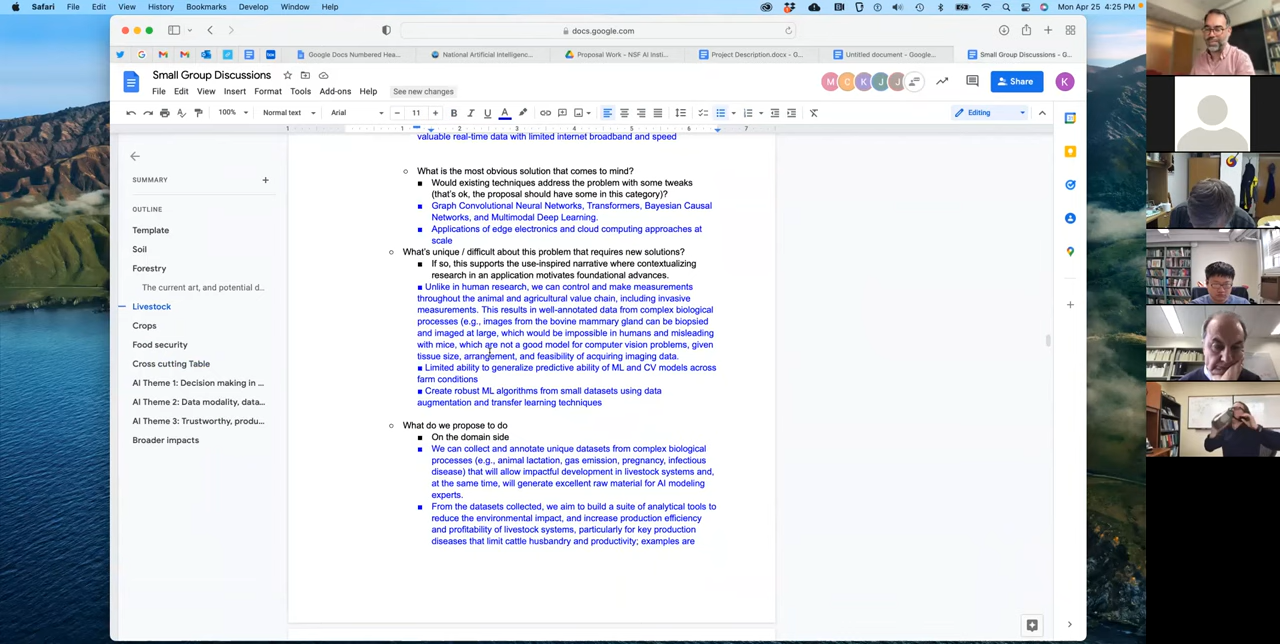 Safari File Edit View History Bookmarks Develop Window Help Mon Apr 25 4:25 PM
docs.google.com
Google Docs Numbered Hea... National Artificial Intelligenc... Proposal Work - NSF AI Insti... Project Description.docx - G... Untitled document - Google... Small Group Discussions - G...
Small Group Discussions
File Edit View Insert Format Tools Add-ons Help See new changes
M C K J J Share K
100% Normal text Arial 11 B I U A Editing
1 1 2 3 4 5 6 7
valuable real-time data with limited internet broadband and speed
What is the most obvious solution that comes to mind?
Would existing techniques address the problem with some tweaks
(that's ok, the proposal should have some in this category)?
Graph Convolutional Neural Networks, Transformers, Bayesian Causal
Networks, and Multimodal Deep Learning.
Applications of edge electronics and cloud computing approaches at
scale
What's unique / difficult about this problem that requires new solutions?
If so, this supports the use-inspired narrative where contextualizing
research in an application motivates foundational advances.
Unlike in human research, we can control and make measurements
throughout the animal and agricultural value chain, including invasive
measurements. This results in well-annotated data from complex biological
processes (e.g., images from the bovine mammary gland can be biopsied
and imaged at large, which would be impossible in humans and misleading
with mice, which are not a good model for computer vision problems, given
tissue size, arrangement, and feasibility of acquiring imaging data.
Limited ability to generalize predictive ability of ML and CV models across
farm conditions
Create robust ML algorithms from small datasets using data
augmentation and transfer learning techniques
What do we propose to do
On the domain side
We can collect and annotate unique datasets from complex biological
processes (e.g., animal lactation, gas emission, pregnancy, infectious
disease) that will allow impactful development in livestock systems and,
at the same time, will generate excellent raw material for AI modeling
experts.
From the datasets collected, we aim to build a suite of analytical tools to
reduce the environmental impact, and increase production efficiency
and profitability of livestock systems, particularly for key production
diseases that limit cattle husbandry and productivity; examples are
SUMMARY
OUTLINE
Template
Soil
Forestry
The current art, and potential d...
Livestock
Crops
Food security
Cross cutting Table
AI Theme 1: Decision making in ...
AI Theme 2: Data modality, data...
AI Theme 3: Trustworthy, produ...
Broader impacts